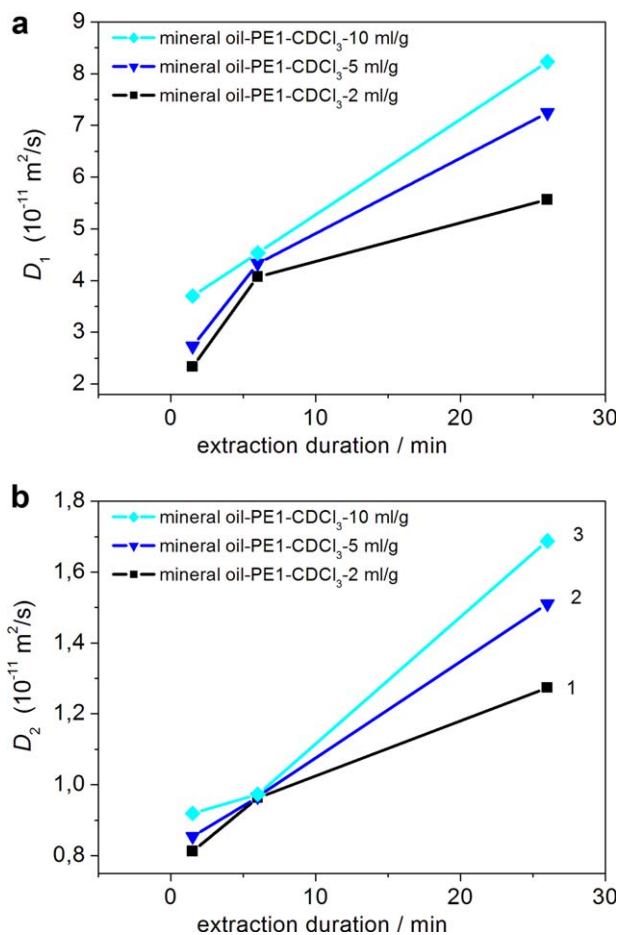 a
mineral oil-PE1-CDCl₃-10 ml/g
mineral oil-PE1-CDCl₃-5 ml/g
mineral oil-PE1-CDCl₃-2 ml/g
9
8
7
6
5
4
3
2
D₁ (10⁻¹¹ m²/s)
0 10 20 30
extraction duration / min
b
mineral oil-PE1-CDCl₃-10 ml/g
mineral oil-PE1-CDCl₃-5 ml/g
mineral oil-PE1-CDCl₃-2 ml/g
1,8
1,6
1,4
1,2
1,0
0,8
D₂ (10⁻¹¹ m²/s)
3
2
1
0 10 20 30
extraction duration / min